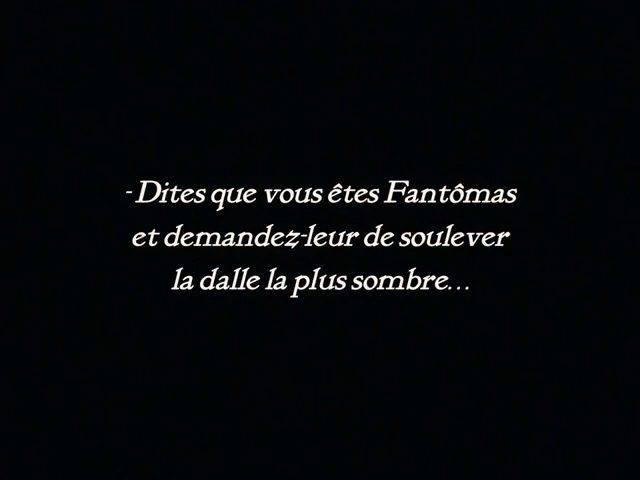 - Dites que vous êtes Fantômas
et demandez-leur de soulever
la dalle la plus sombre...